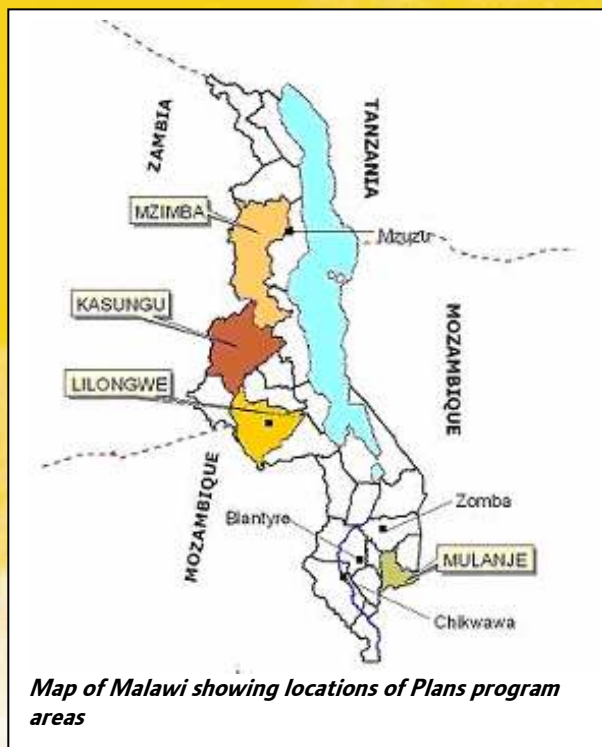 ZAMBIA
TANZANIA
MZIMBA
Mzuzu
KASUNGU
MOZAMBIQUE
LILONGWE
MOZAMBIQUE
Zomba
Blantyre
MULANJE
Chikwawa
Map of Malawi showing locations of Plans program
areas